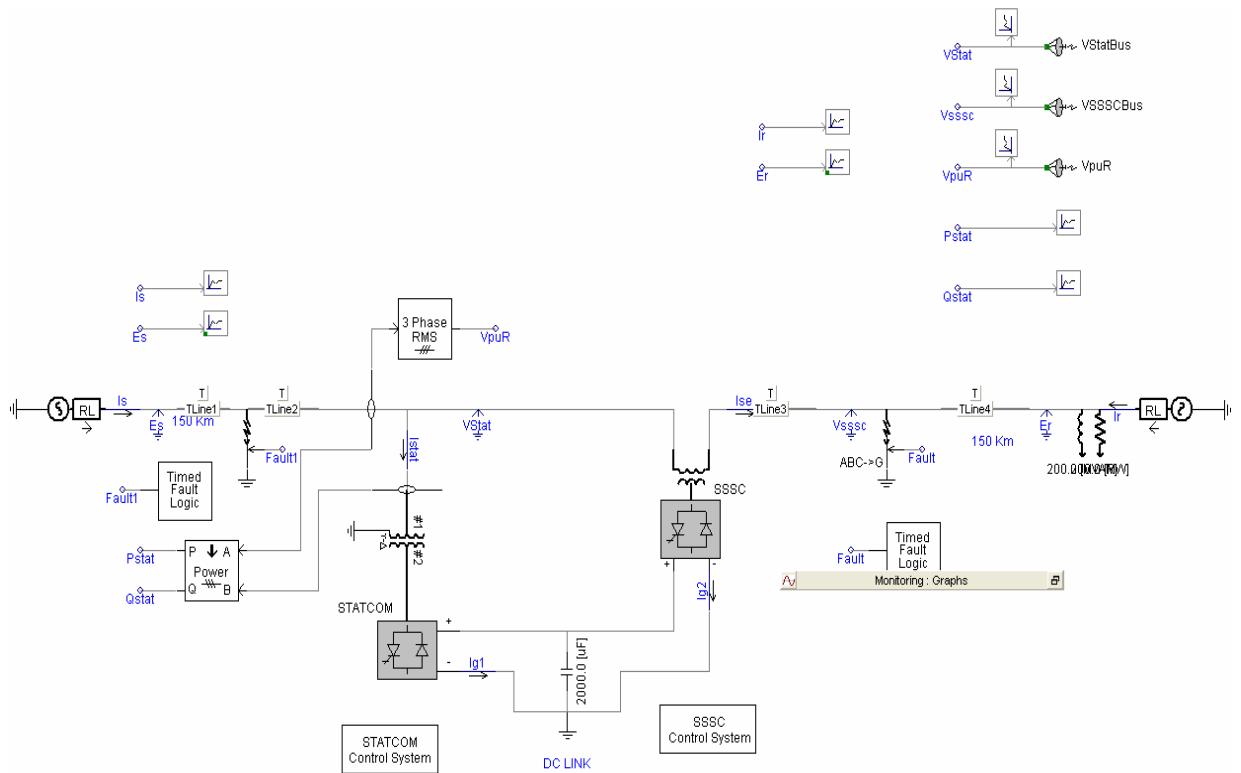 VStat
VStatBus
Vsssc
VSSSCBus
Ir
Er
VpuR
VpuR
Pstat
Qstat
Is
Es
3 Phase
RMS
VpuR
RL
Is
Es
T
TLine1
150 Km
T
TLine2
Fault1
Istat
VStat
Ise
T
TLine3
Vsssc
ABC->G
Fault
T
TLine4
150 Km
Er
Ir
RL
Timed
Fault
Logic
Fault1
SSSC
+
-
Ig2
Timed
Fault
Logic
Fault
Monitoring : Graphs
Pstat
Qstat
P
A
Power
Q
B
#1
#2
STATCOM
+
-
Ig1
2000.0 [uF]
STATCOM
Control System
SSSC
Control System
DC LINK